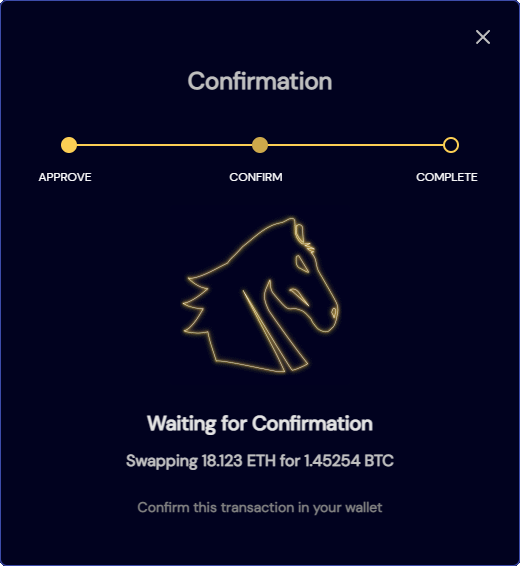 Confirmation
APPROVE
CONFIRM
COMPLETE
Waiting for Confirmation
Swapping 18.123 ETH for 1.45254 BTC
Confirm this transaction in your wallet